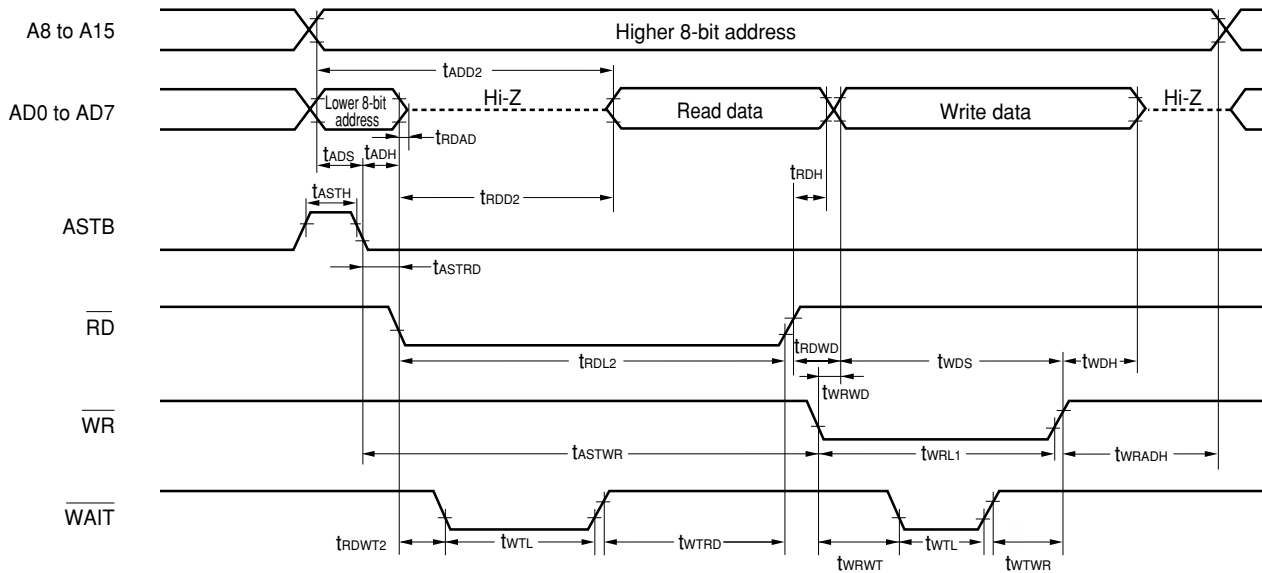 A8 to A15
Higher 8-bit address
tADD2
AD0 to AD7
Lower 8-bit
address
Hi-Z
Read data
Write data
Hi-Z
tRDAD
tADS
tADH
tRDH
tASTH
tRDD2
ASTB
tASTRD
RD
tRDL2
tRDWD
tWDS
tWDH
tWRWD
WR
tASTWR
tWRL1
tWRADH
WAIT
tRDWT2
tWTL
tWTRD
tWRWT
tWTL
tWTWR